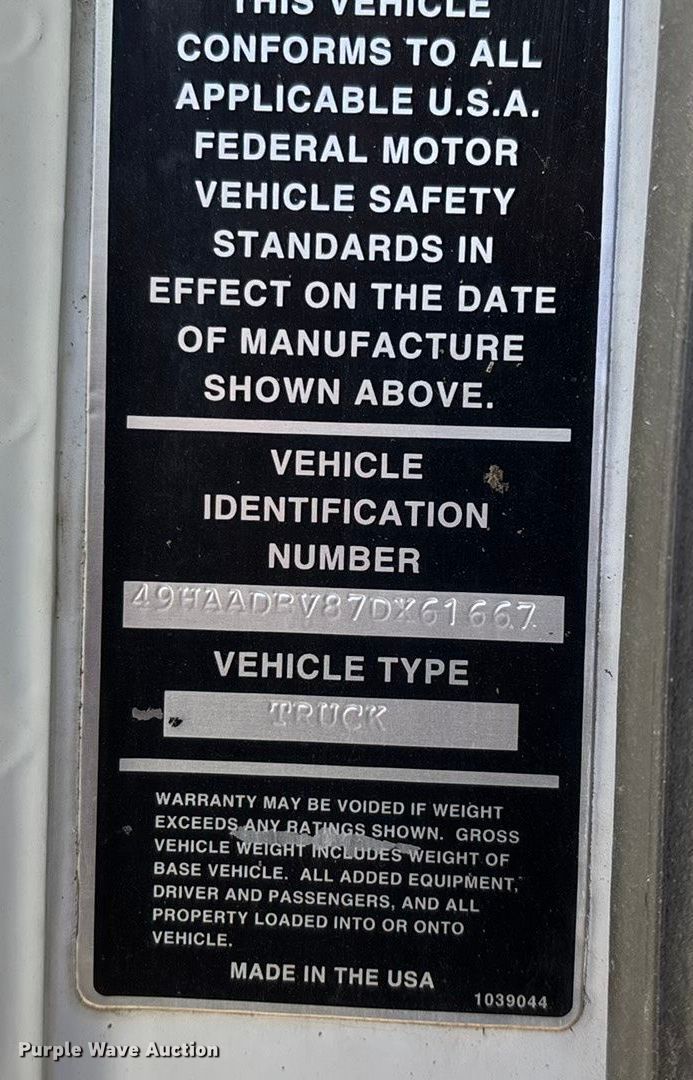 THIS VEHICLE
CONFORMS TO ALL
APPLICABLE U.S.A.
FEDERAL MOTOR
VEHICLE SAFETY
STANDARDS IN
EFFECT ON THE DATE
OF MANUFACTURE
SHOWN ABOVE.
VEHICLE
IDENTIFICATION
NUMBER
49HAADBV87DX61667
VEHICLE TYPE
TRUCK
WARRANTY MAY BE VOIDED IF WEIGHT
EXCEEDS ANY RATINGS SHOWN. GROSS
VEHICLE WEIGHT INCLUDES WEIGHT OF
BASE VEHICLE. ALL ADDED EQUIPMENT,
DRIVER AND PASSENGERS, AND ALL
PROPERTY LOADED INTO OR ONTO
VEHICLE.
MADE IN THE USA
1039044
Purple Wave Auction